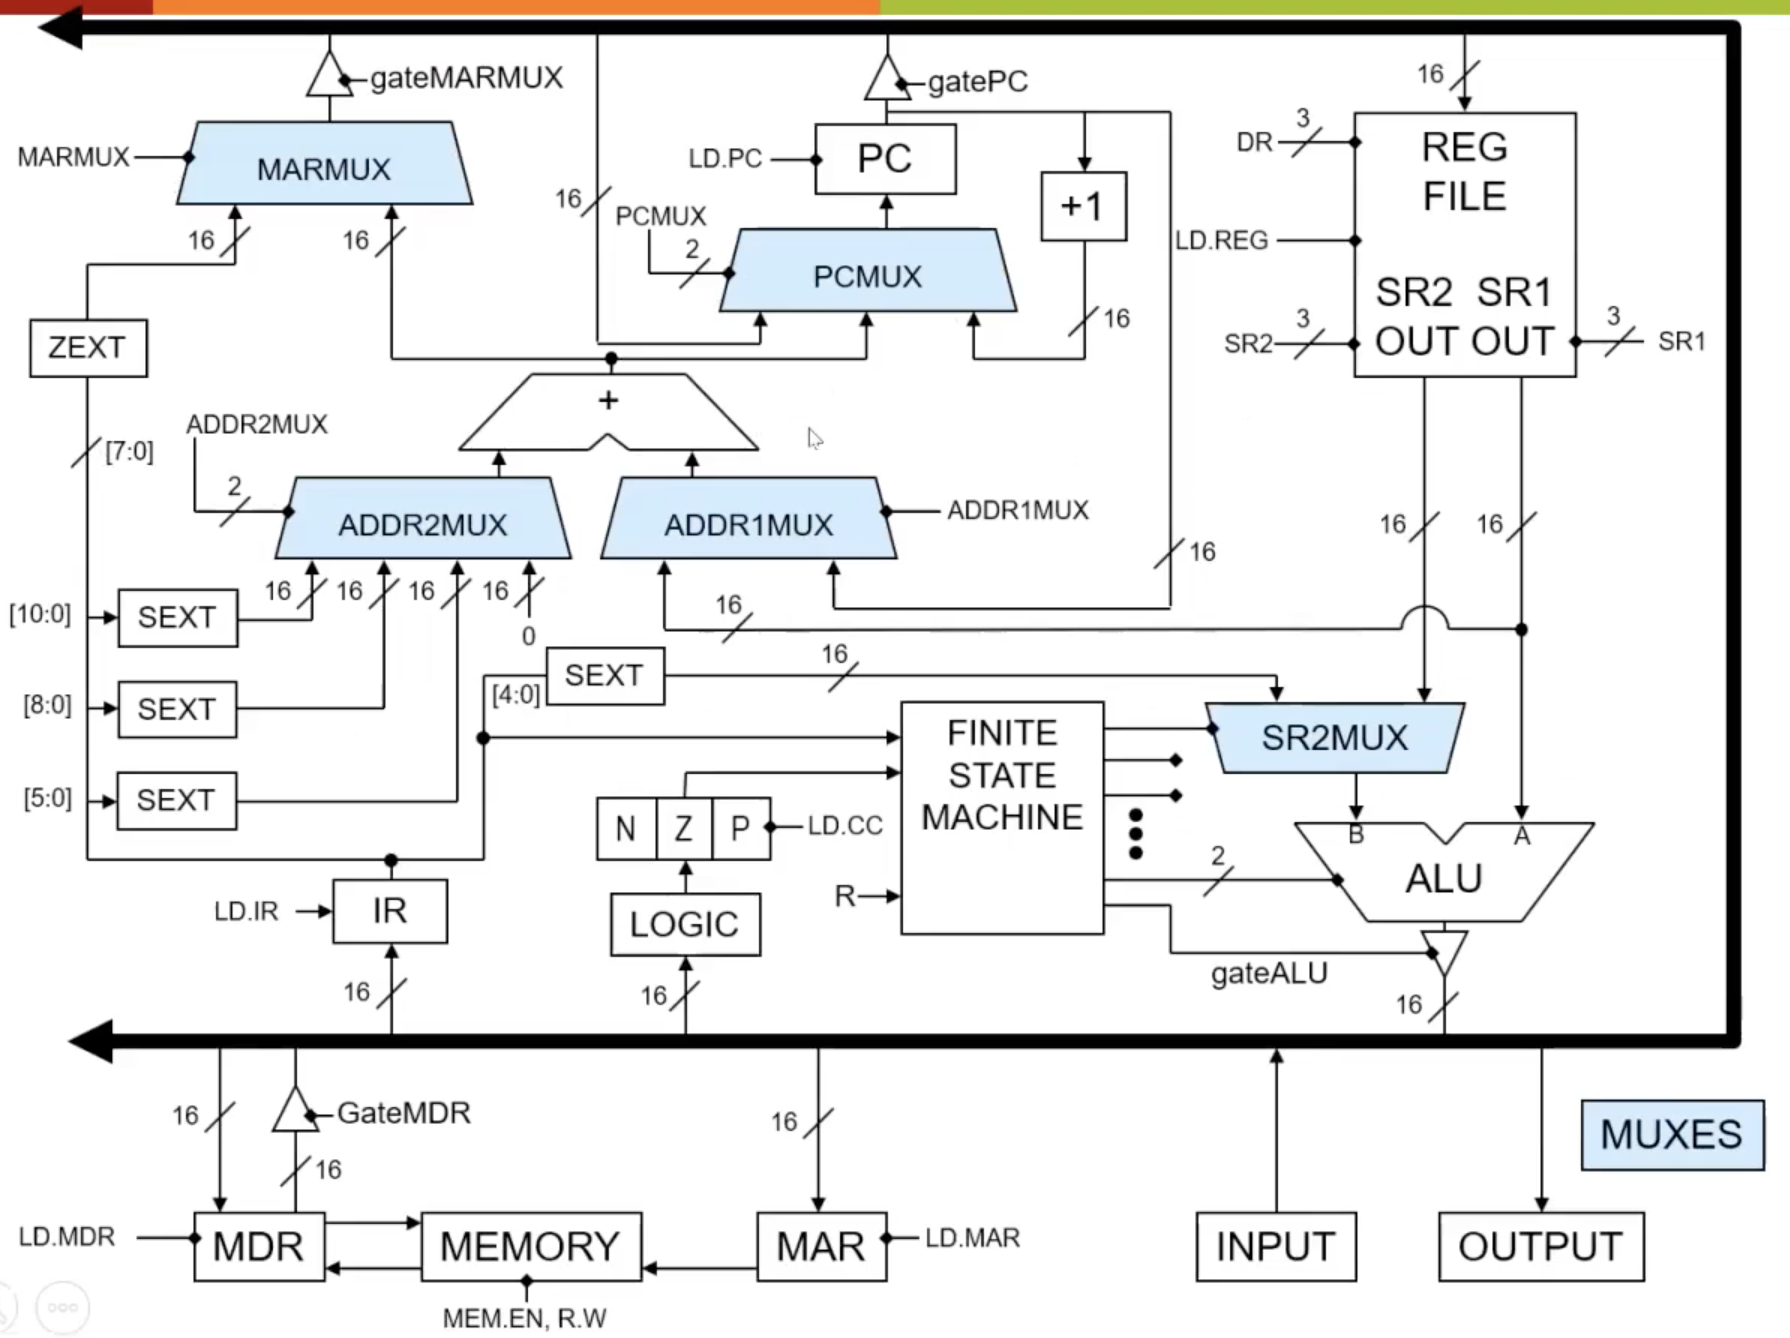 gateMARMUX
gatePC
16
MARMUX
MARMUX
LD.PC
PC
DR
3
REG
FILE
16
16
16
PCMUX
2
PCMUX
+1
16
LD.REG
SR2 SR1
OUT OUT
SR2
3
3
SR1
ZEXT
[7:0]
+
ADDR2MUX
2
ADDR2MUX
ADDR1MUX
ADDR1MUX
16
16
16
16
16
16
16
0
16
[10:0]
SEXT
[8:0]
SEXT
[5:0]
SEXT
[4:0]
SEXT
16
16
FINITE
STATE
MACHINE
SR2MUX
N
Z
P
LD.CC
R
2
B
A
ALU
LD.IR
IR
LOGIC
gateALU
16
16
16
16
GateMDR
16
16
MUXES
LD.MDR
MDR
MEMORY
MAR
LD.MAR
INPUT
OUTPUT
MEM.EN, R.W